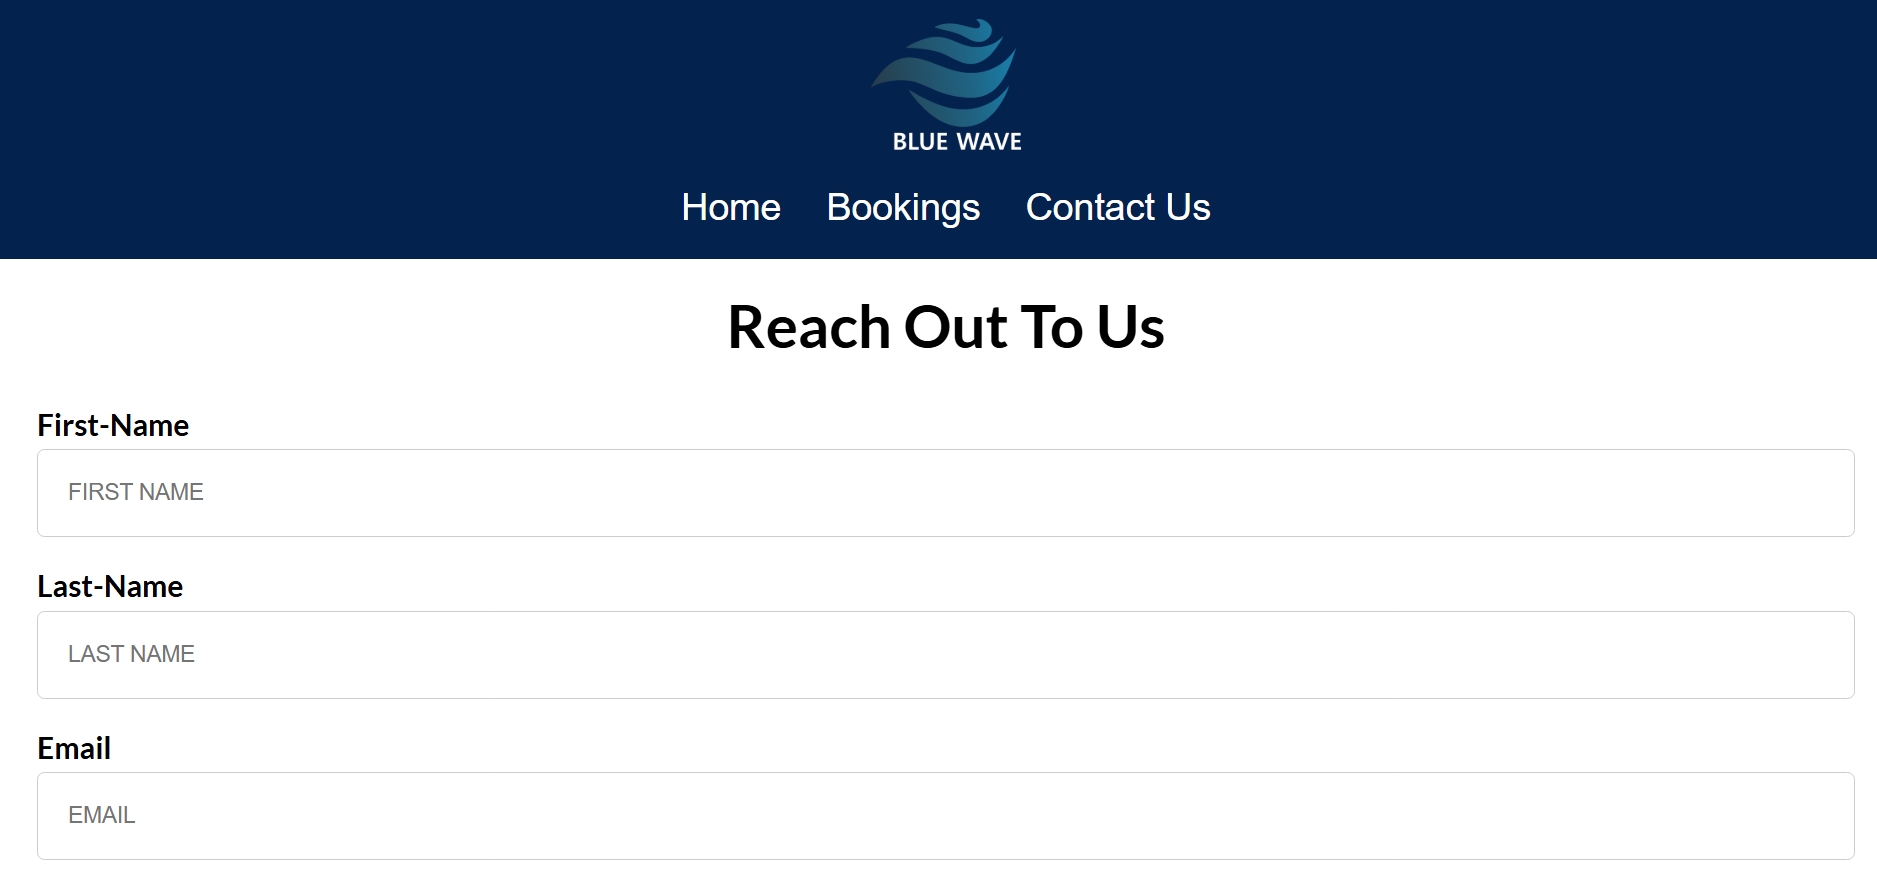 BLUE WAVE
Home Bookings Contact Us
Reach Out To Us
First-Name
FIRST NAME
Last-Name
LAST NAME
Email
EMAIL